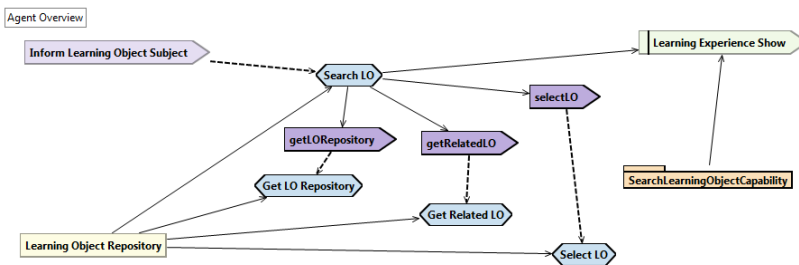 Agent Overview
Inform Learning Object Subject
Learning Experience Show
Search LO
selectLO
getLORepository
getRelatedLO
SearchLearningObjectCapability
Get LO Repository
Get Related LO
Learning Object Repository
Select LO